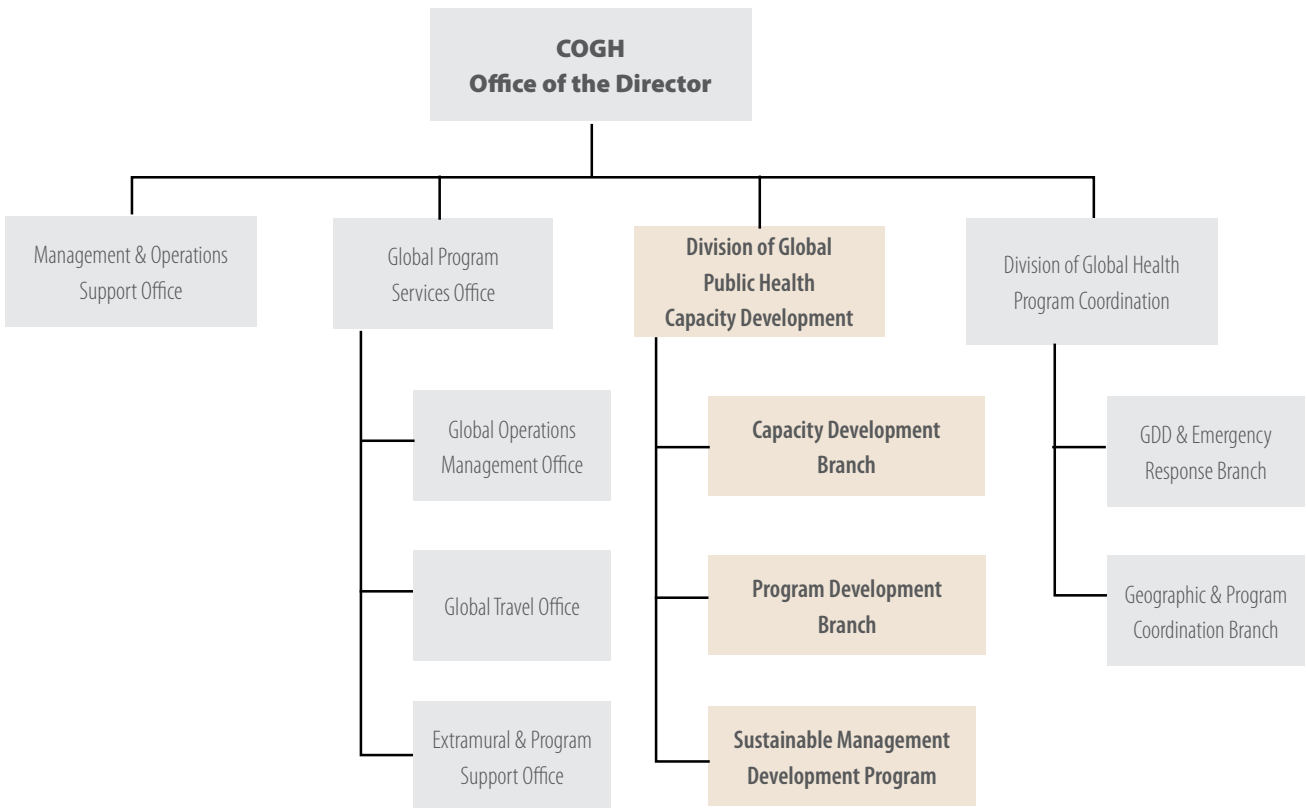 COGH
Office of the Director
Management & Operations
Support Office
Global Program
Services Office
Division of Global
Public Health
Capacity Development
Division of Global Health
Program Coordination
Global Operations
Management Office
Global Travel Office
Extramural & Program
Support Office
Capacity Development
Branch
Program Development
Branch
Sustainable Management
Development Program
GDD & Emergency
Response Branch
Geographic & Program
Coordination Branch